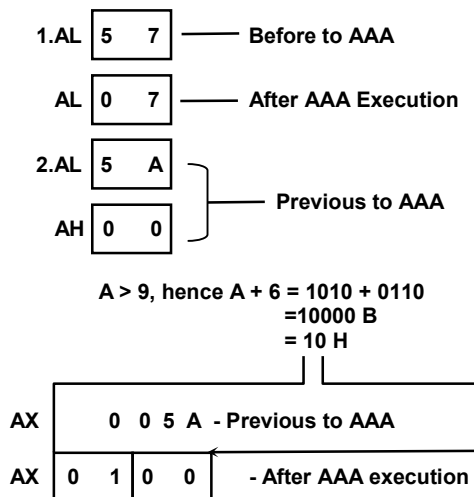 1.AL 5 7 Before to AAA
AL 0 7 After AAA Execution
2.AL 5 A
Previous to AAA
AH 0 0
A > 9, hence A + 6 = 1010 + 0110
=10000 B
= 10 H
AX 0 0 5 A - Previous to AAA
AX 0 1 0 0 - After AAA execution